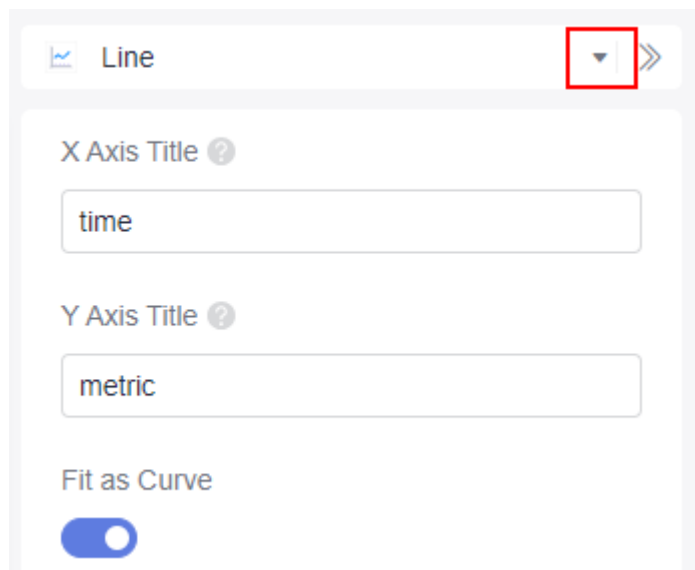 Line
X Axis Title
time
Y Axis Title
metric
Fit as Curve